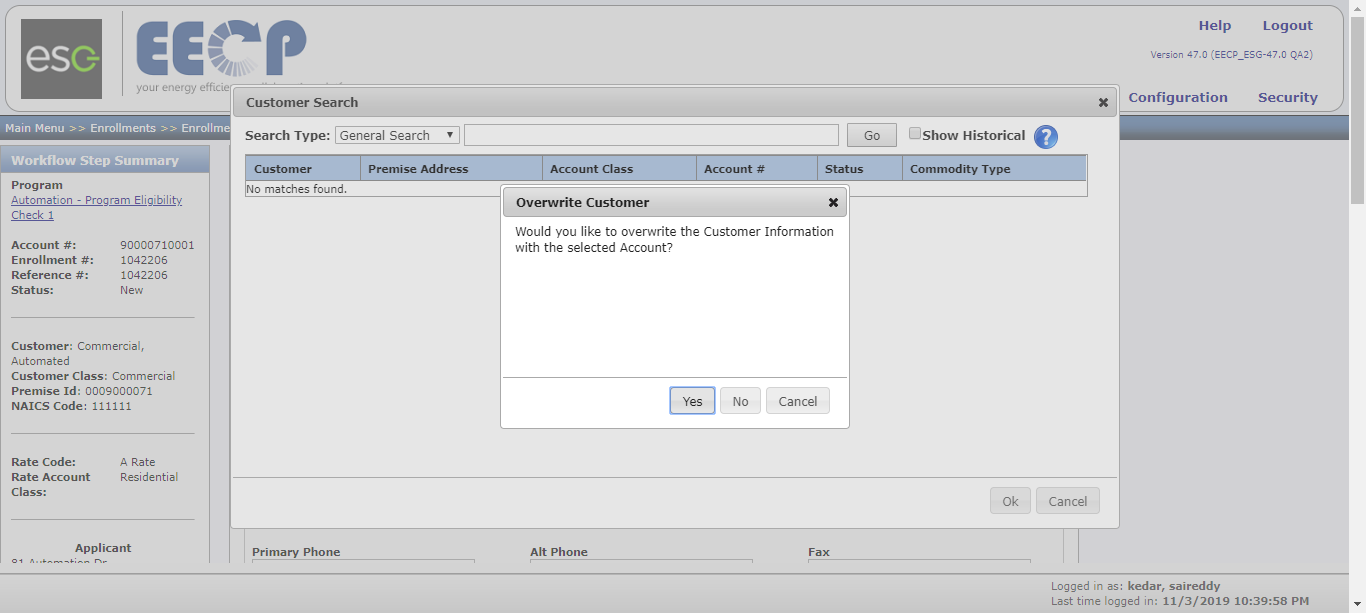 esg
EECP
your energy efficie
Help Logout
Version 47.0 (EECP_ESG-47.0 QA2)
Configuration Security
Main Menu >> Enrollments >> Enrollme
Customer Search
Search Type: General Search Go Show Historical ?
Customer Premise Address Account Class Account # Status Commodity Type
No matches found.
Overwrite Customer
Would you like to overwrite the Customer Information
with the selected Account?
Yes No Cancel
Ok Cancel
Workflow Step Summary
Program
Automation - Program Eligibility
Check 1
Account #: 90000710001
Enrollment #: 1042206
Reference #: 1042206
Status: New
Customer: Commercial,
Automated
Customer Class: Commercial
Premise Id: 0009000071
NAICS Code: 111111
Rate Code: A Rate
Rate Account Residential
Class:
Applicant
81 Automation Dr
Primary Phone Alt Phone Fax
Logged in as: kedar, saireddy
Last time logged in: 11/3/2019 10:39:58 PM